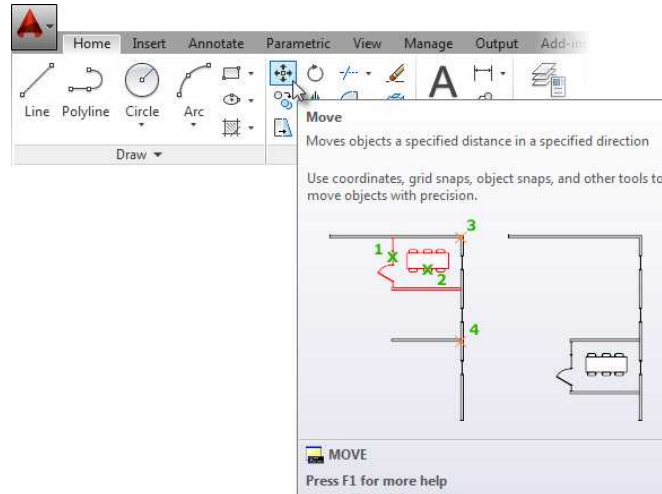 Home Insert Annotate Parametric View Manage Output Add-ins
Line Polyline Circle Arc
A
Draw
Move
Moves objects a specified distance in a specified direction
Use coordinates, grid snaps, object snaps, and other tools to
move objects with precision.
3
1
2
4
MOVE
Press F1 for more help